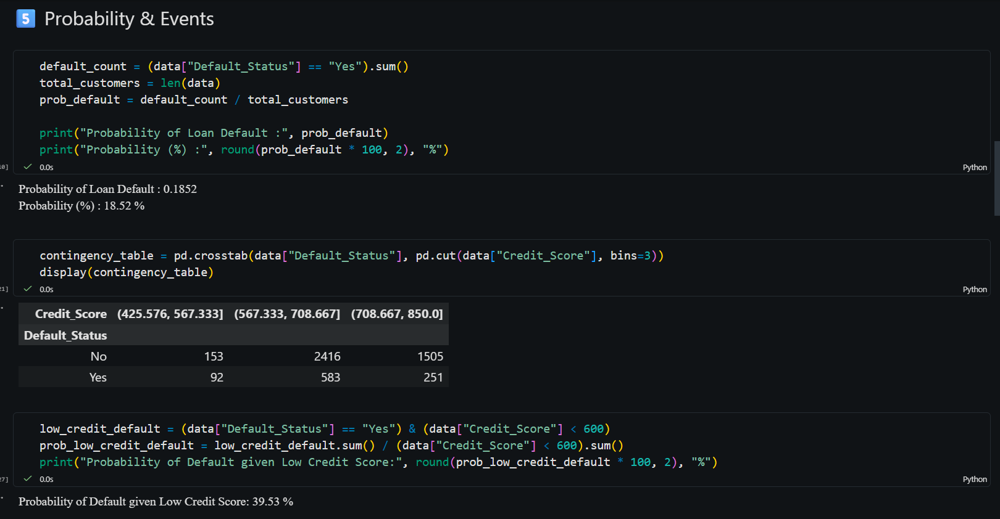 5 Probability & Events
default_count = (data["Default_Status"] == "Yes").sum()
total_customers = len(data)
prob_default = default_count / total_customers
print("Probability of Loan Default :", prob_default)
print("Probability (%) :", round(prob_default * 100, 2), "%")
0.0s
Python
Probability of Loan Default : 0.1852
Probability (%) : 18.52 %
contingency_table = pd.crosstab(data["Default_Status"], pd.cut(data["Credit_Score"], bins=3))
display(contingency_table)
21]
0.0s
Python
Credit_Score (425.576, 567.333] (567.333, 708.667] (708.667, 850.0]
Default_Status
No 153 2416 1505
Yes 92 583 251
low_credit_default = (data["Default_Status"] == "Yes") & (data["Credit_Score"] < 600)
prob_low_credit_default = low_credit_default.sum() / (data["Credit_Score"] < 600).sum()
print("Probability of Default given Low Credit Score:", round(prob_low_credit_default * 100, 2), "%")
27]
0.0s
Python
Probability of Default given Low Credit Score: 39.53 %